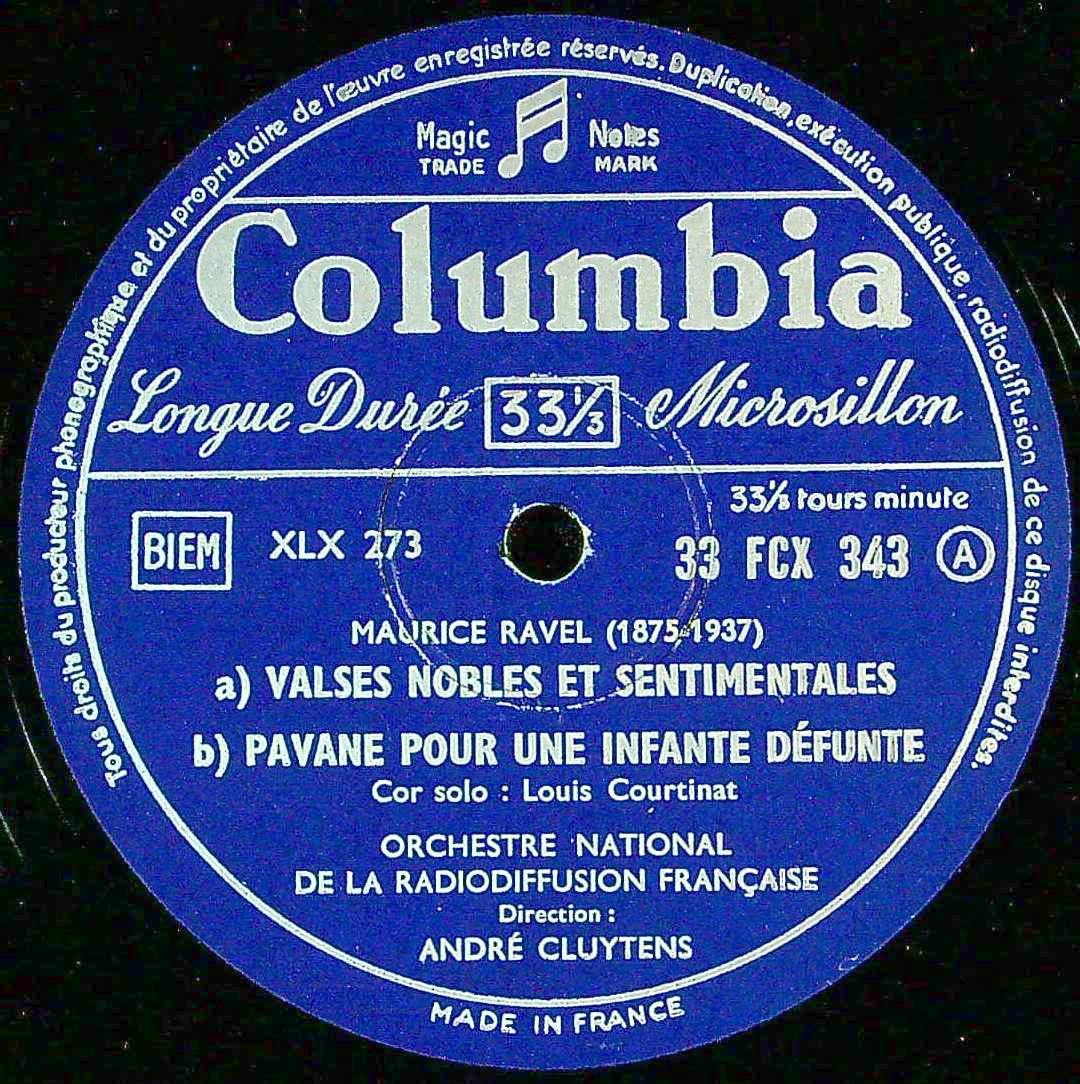 Tous droits du producteur phonographique et du propriétaire de l'œuvre enregistrée réservés. Duplication, exécution publique, radiodiffusion de ce disque interdites.
Magic Notes
TRADE MARK
Columbia
Longue Durée 33⅓ Microsillon
33⅓ tours minute
BIEM XLX 273 33 FCX 343 A
MAURICE RAVEL (1875-1937)
a) VALSES NOBLES ET SENTIMENTALES
b) PAVANE POUR UNE INFANTE DÉFUNTE
Cor solo : Louis Courtinat
ORCHESTRE NATIONAL
DE LA RADIODIFFUSION FRANÇAISE
Direction :
ANDRÉ CLUYTENS
MADE IN FRANCE